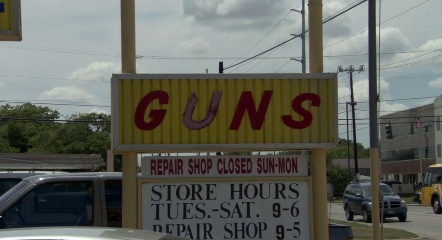 GUNS
REPAIR SHOP CLOSED SUN-MON
STORE HOURS
TUES.-SAT. 9-6
REPAIR SHOP 9-5